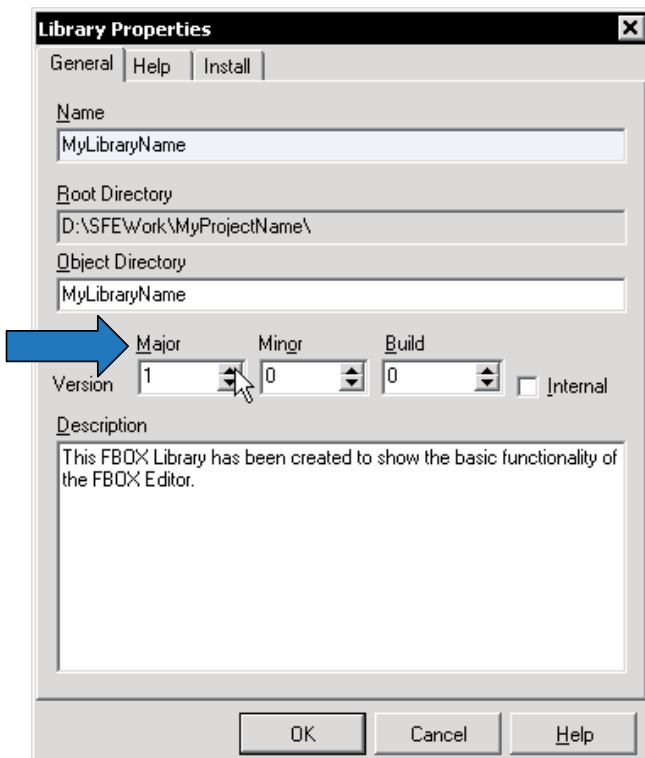 Library Properties
General Help Install
Name
MyLibraryName
Root Directory
D:\SFEWork\MyProjectName\
Object Directory
MyLibraryName
Major Minor Build
Version 1 0 0 Internal
Description
This FBOX Library has been created to show the basic functionality of
the FBOX Editor.
OK Cancel Help